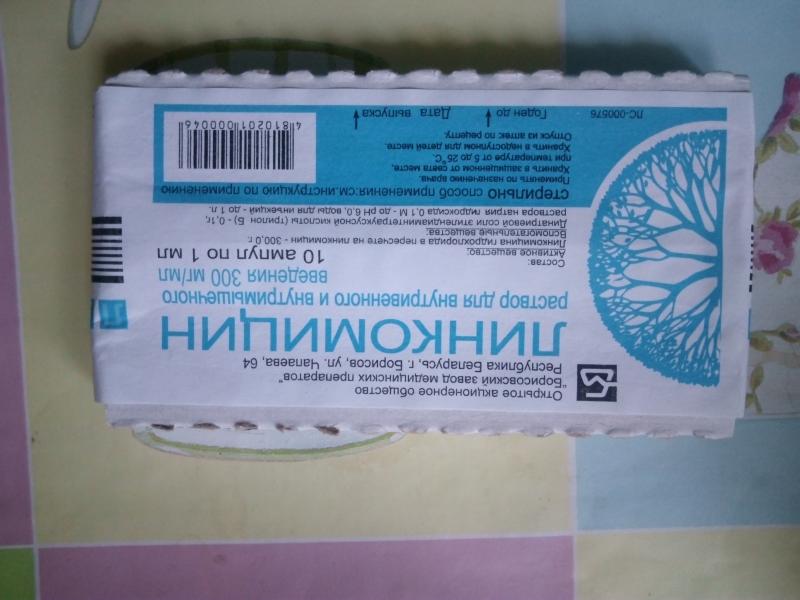 Открытое акционерное общество
"Борисовский завод медицинских препаратов"
Республика Беларусь, г. Борисов, ул. Чапаева, 64
ЛИНКОМИЦИН
раствор для внутривенного и внутримышечного
введения 300 мг/мл
10 ампул по 1 мл
Состав:
Активное вещество:
Линкомицина гидрохлорида в пересчете на линкомицин - 300,0 г.
Вспомогательные вещества:
Динатриевой соли этилендиаминтетрауксусной кислоты (трилон Б) - 0,1г,
раствора натрия гидроксида 0,1 М - до рН 6,0, воды для инъекций - до 1 л.
СТЕРИЛЬНО способ применения:см.инструкцию по применению
Применять по назначению врача.
Хранить в защищенном от света месте,
при температуре от 5 до 25°С
Хранить в недоступном для детей месте.
Отпуск из аптек: по рецепту.
ЛС-000576
Годен до
Дата выпуска
4810201000046